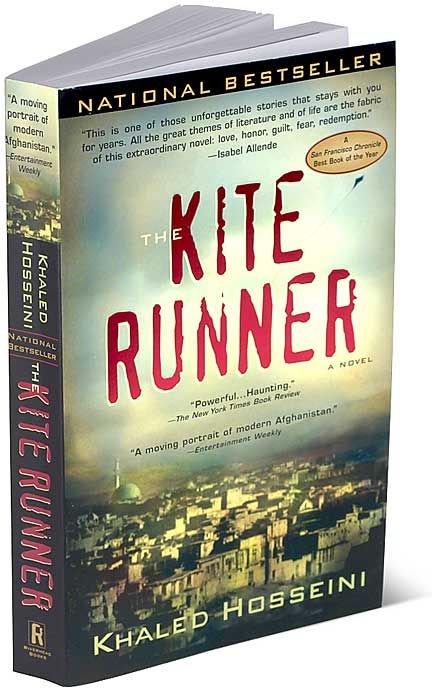 NATIONAL BESTSELLER
"This is one of those unforgettable stories that stays with you
for years. All the great themes of literature and of life are the fabric
of this extraordinary novel: love, honor, guilt, fear, redemption."
—Isabel Allende
A
San Francisco Chronicle
Best Book of the Year
THE
KITE
RUNNER
A NOVEL
"Powerful...Haunting."
—The New York Times Book Review
"A moving portrait of modern Afghanistan."
—Entertainment Weekly
KHALED HOSSEINI
"A moving
portrait of
modern
Afghanistan."
—Entertainment
Weekly
KHALED
HOSSEINI
NATIONAL
BESTSELLER
THE
KITE RUNNER
R
RIVERHEAD
BOOKS